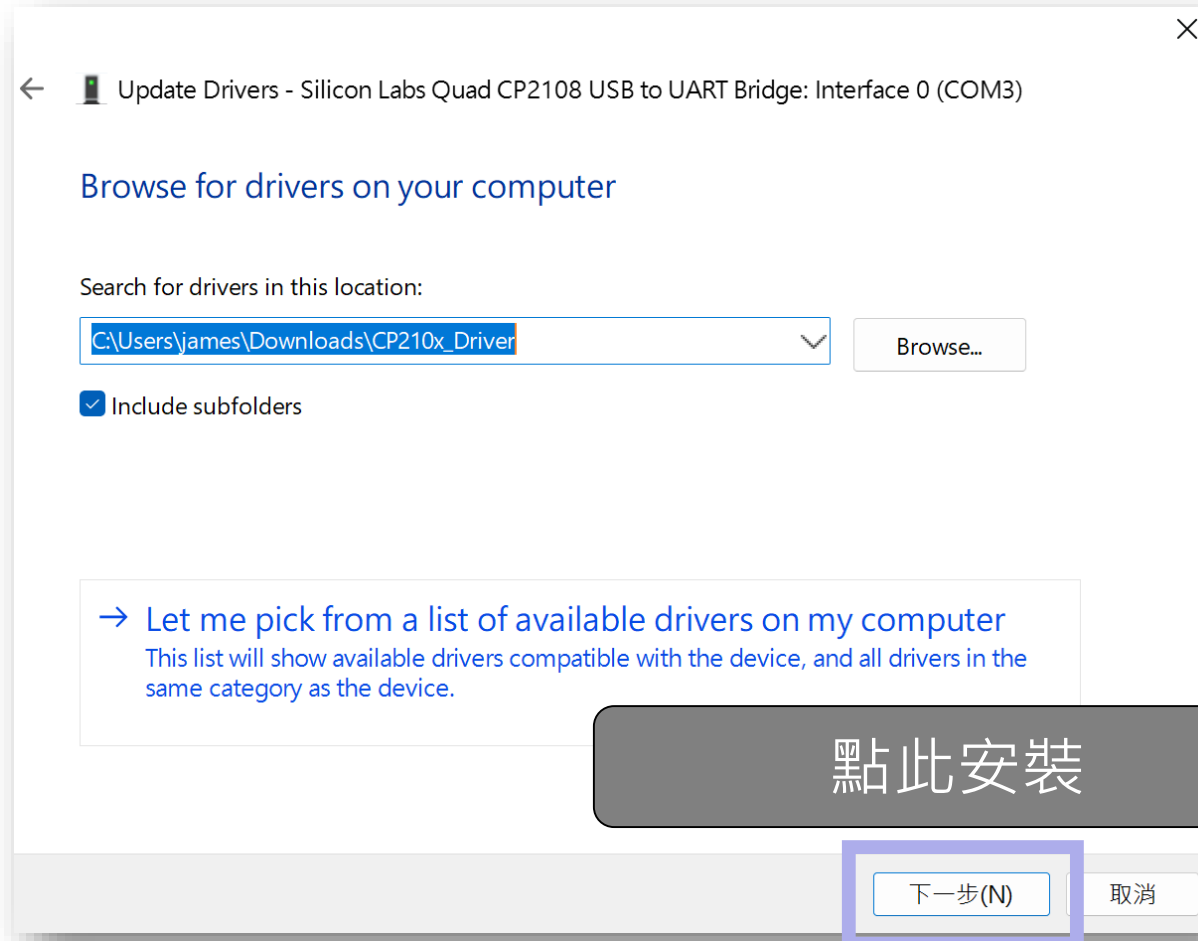 Update Drivers - Silicon Labs Quad CP2108 USB to UART Bridge: Interface 0 (COM3)
Browse for drivers on your computer
Search for drivers in this location:
C:\Users\james\Downloads\CP210x_Driver
Browse...
Include subfolders
Let me pick from a list of available drivers on my computer
This list will show available drivers compatible with the device, and all drivers in the
same category as the device.
點此安裝
下一步(N)
取消